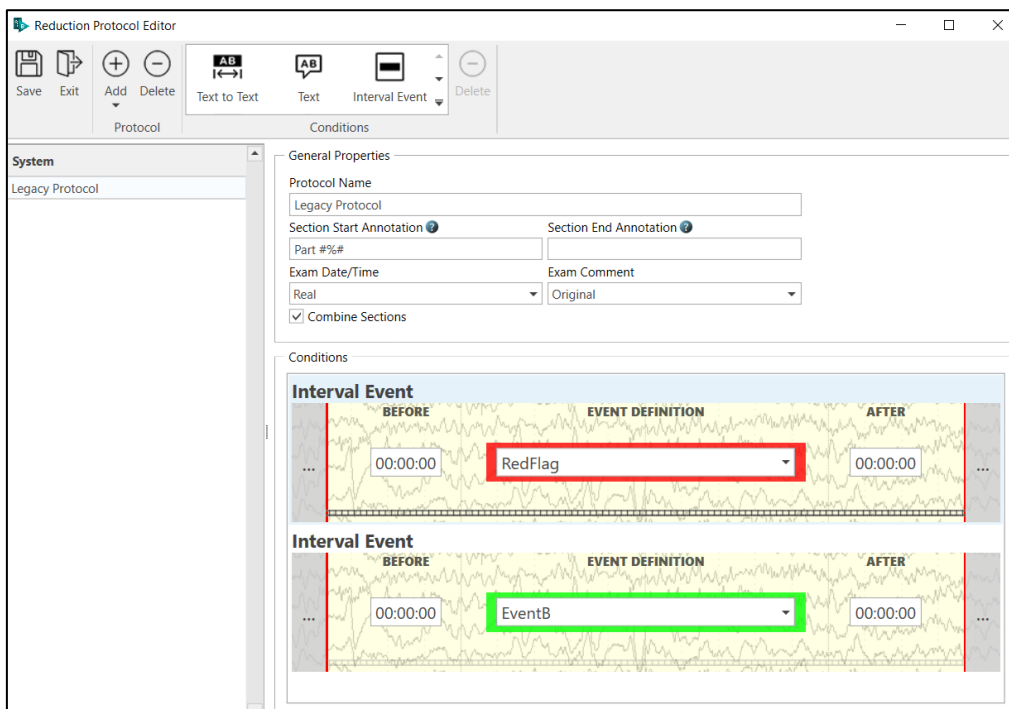 Reduction Protocol Editor
Save Exit Add Delete Text to Text Text Interval Event Delete
AB AB
Protocol Conditions
System
Legacy Protocol
General Properties
Protocol Name
Legacy Protocol
Section Start Annotation ? Section End Annotation ?
Part #%#
Exam Date/Time Exam Comment
Real Original
Combine Sections
Conditions
Interval Event
BEFORE EVENT DEFINITION AFTER
... 00:00:00 RedFlag 00:00:00 ...
Interval Event
BEFORE EVENT DEFINITION AFTER
... 00:00:00 EventB 00:00:00 ...